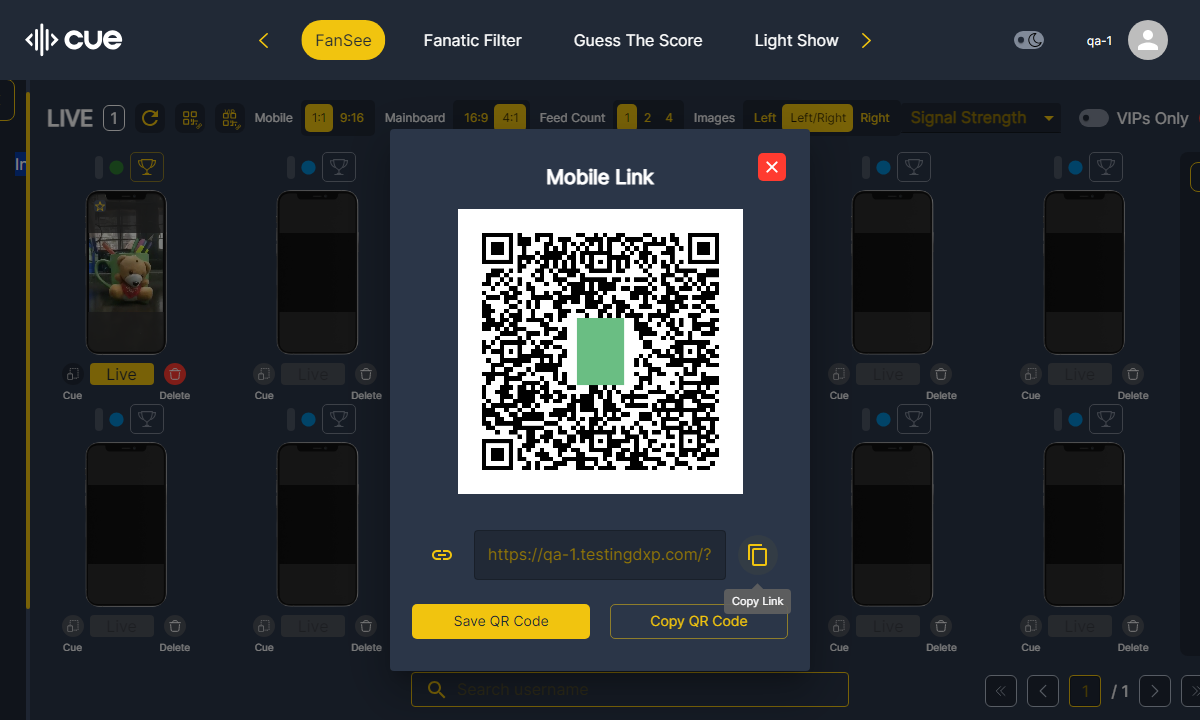 cue
FanSee
Fanatic Filter
Guess The Score
Light Show
qa-1
LIVE 1
Mobile 1:1 9:16
Mainboard 16:9 4:1
Feed Count 1 2 4
Images Left Left/Right Right
Signal Strength
VIPs Only
In
Mobile Link
https://qa-1.testingdxp.com/?
Copy Link
Save QR Code
Copy QR Code
Live Live Live Live
Cue Delete Cue Delete Cue Delete Cue Delete
Live Live Live Live
Cue Delete Cue Delete Cue Delete Cue Delete
Search username
1 / 1